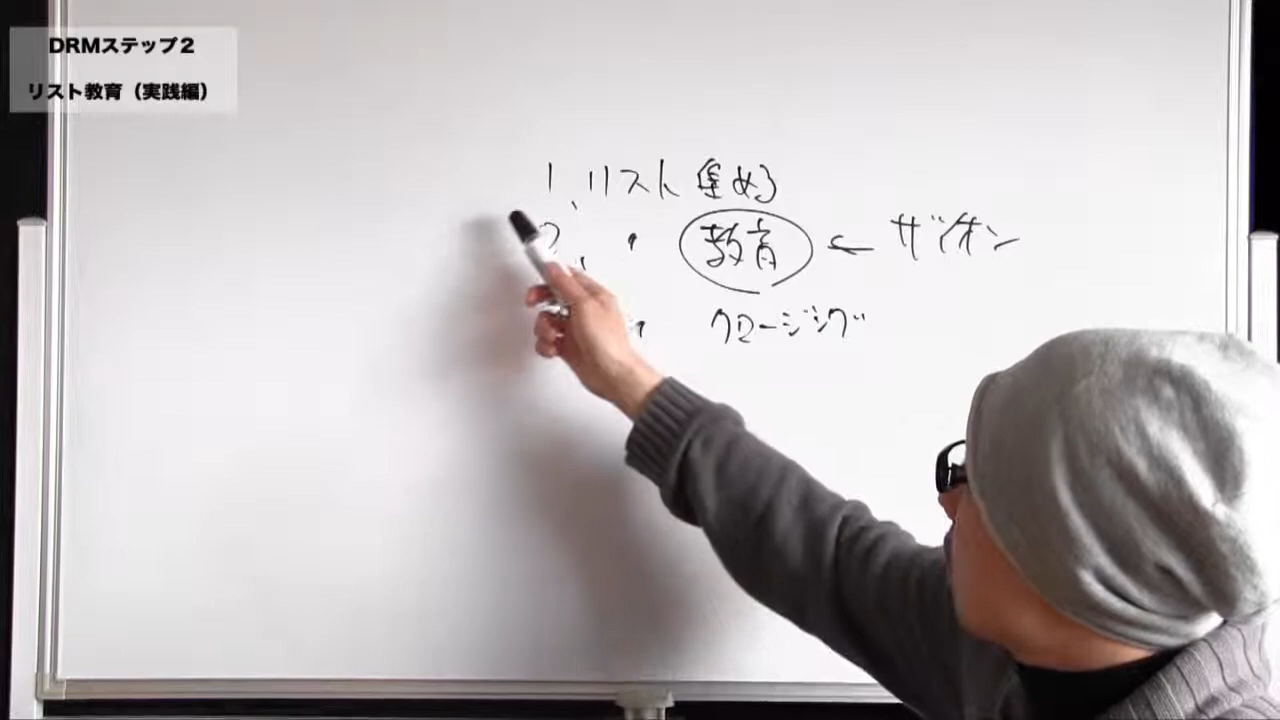 DRMステップ２
リスト教育（実践編）
1、リスト集める
2、〃 教育 ← ザイオン
〃 クロージング